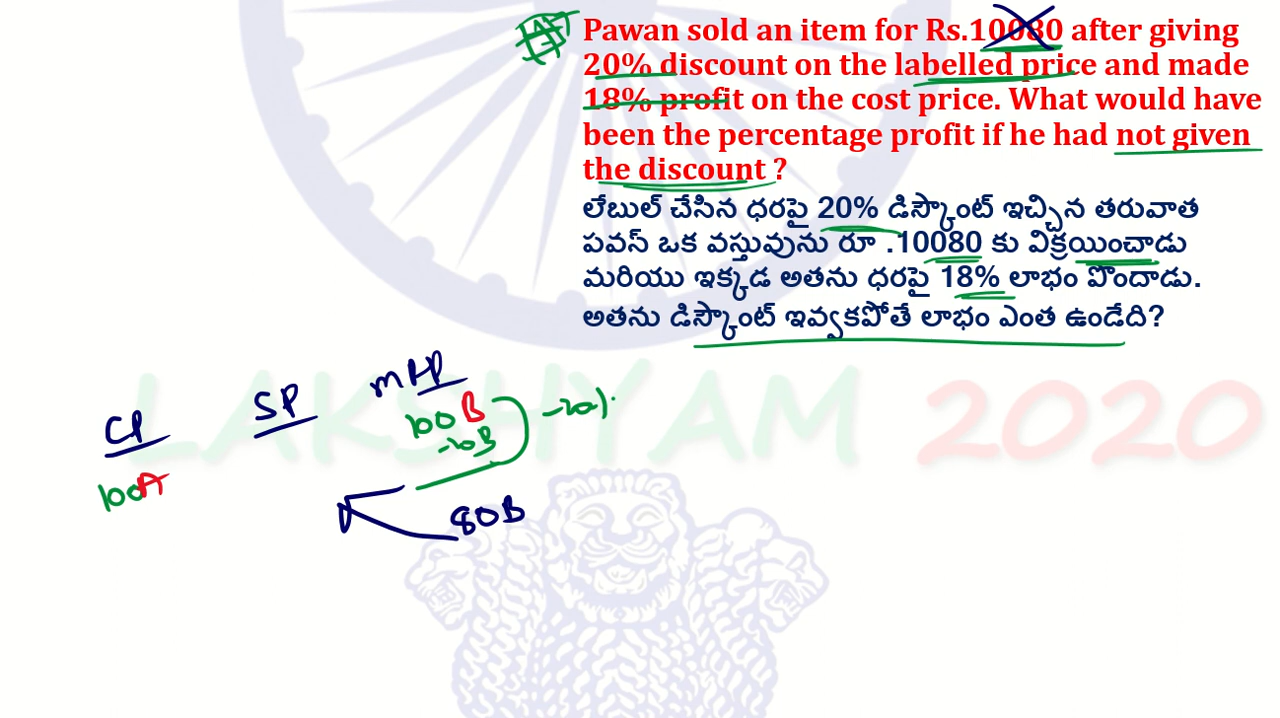 Pawan sold an item for Rs.10080 after giving
20% discount on the labelled price and made
18% profit on the cost price. What would have
been the percentage profit if he had not given
the discount ?
లేబుల్ చేసిన ధరపై 20% డిస్కౌంట్ ఇచ్చిన తరువాత
పవన్ ఒక వస్తువును రూ .10080 కు విక్రయించాడు
మరియు ఇక్కడ అతను ధరపై 18% లాభం పొందాడు.
అతను డిస్కౌంట్ ఇవ్వకపోతే లాభం ఎంత ఉండేది?
LAKSHYAM 2020
CP SP MRP
100B -20%
-20B
100A
80B